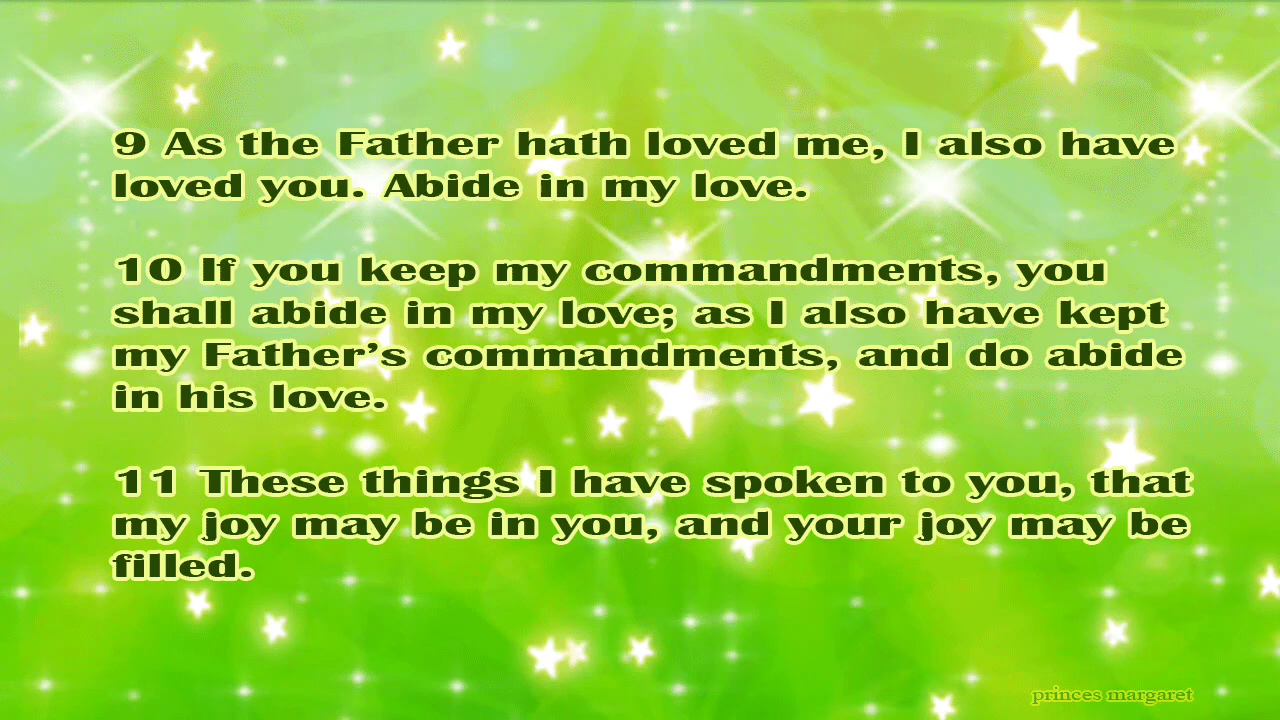 9 As the Father hath loved me, I also have
loved you. Abide in my love.
10 If you keep my commandments, you
shall abide in my love; as I also have kept
my Father’s commandments, and do abide
in his love.
11 These things I have spoken to you, that
my joy may be in you, and your joy may be
filled.
princes margaret